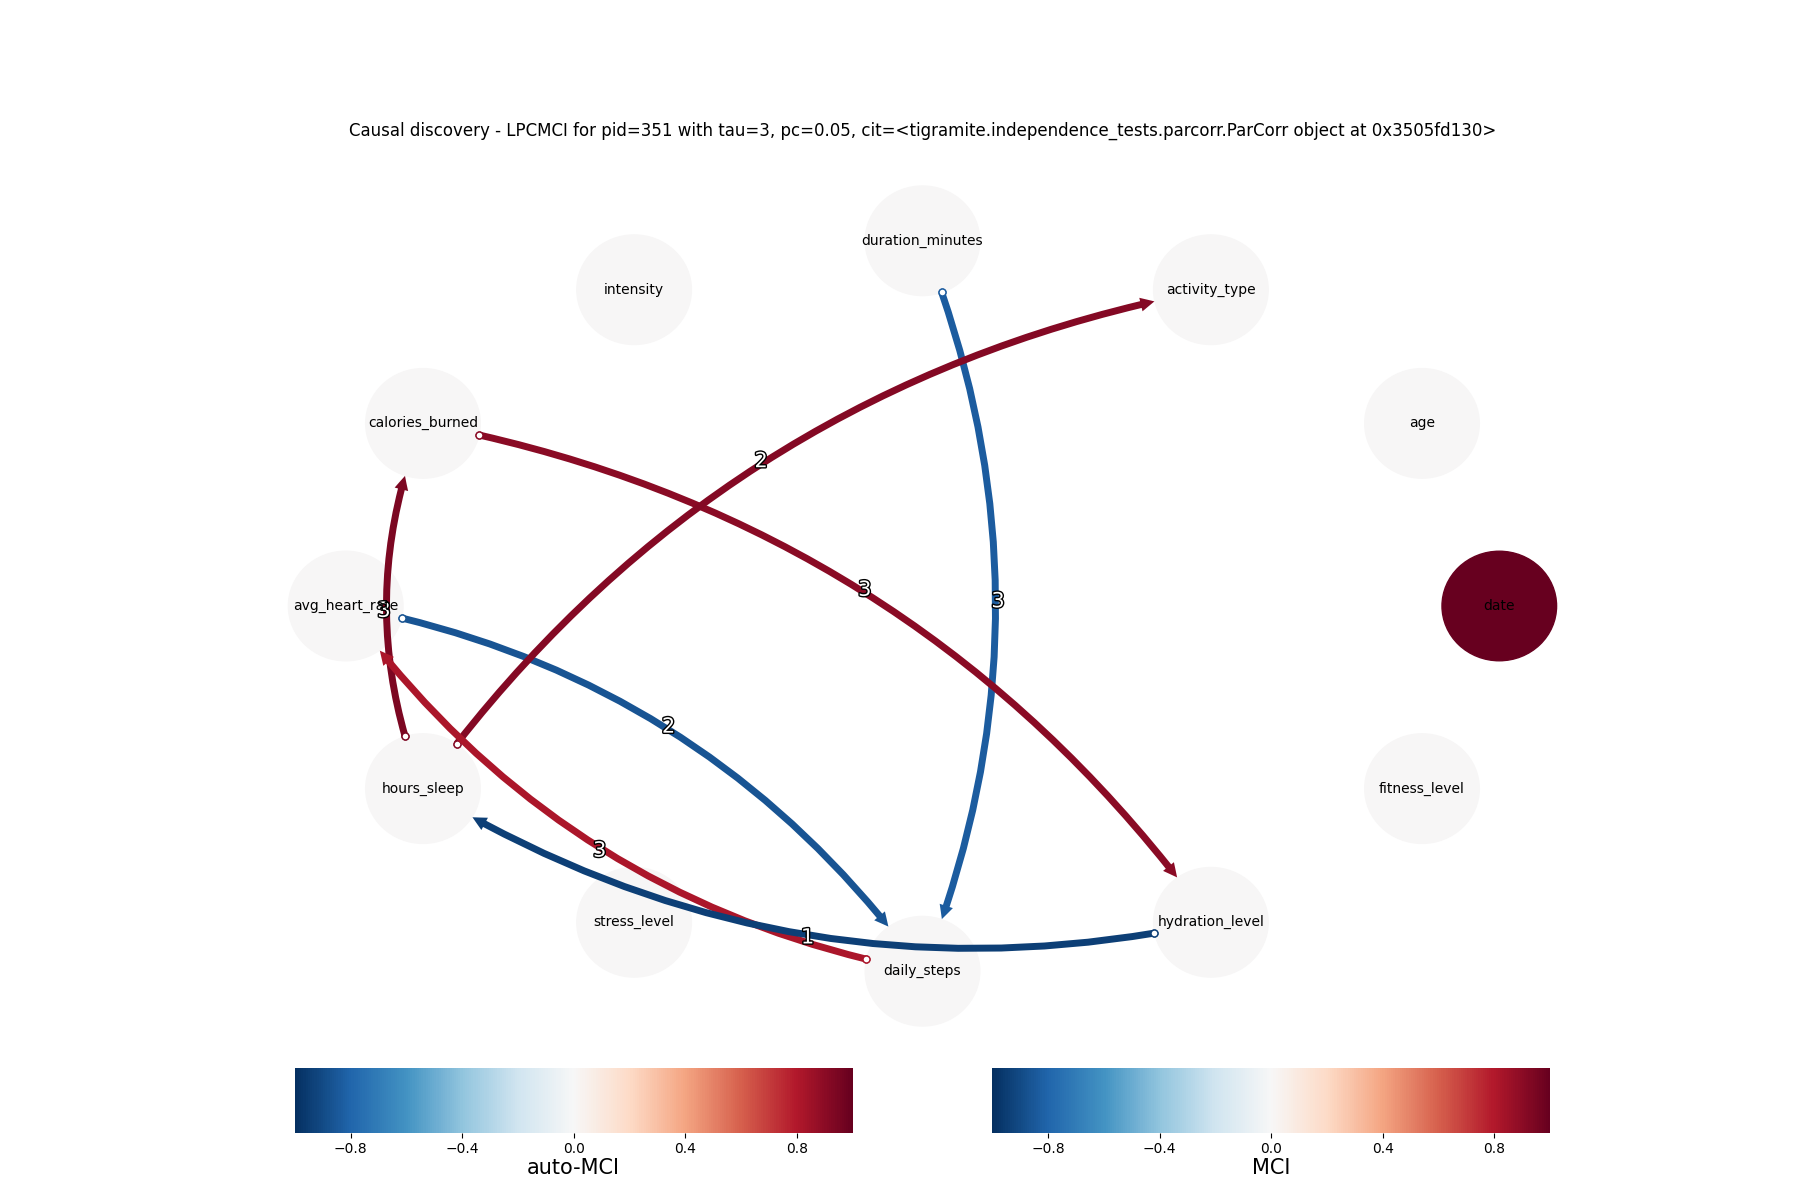 Causal discovery - LPCMCI for pid=351 with tau=3, pc=0.05, cit=<tigramite.independence_tests.parcorr.ParCorr object at 0x3505fd130>
duration_minutes
intensity
activity_type
calories_burned
age
2
3
3
avg_heart_rate
3
date
2
hours_sleep
fitness_level
3
stress_level
hydration_level
1
daily_steps
−0.8 −0.4 0.0 0.4 0.8
auto-MCI
−0.8 −0.4 0.0 0.4 0.8
MCI